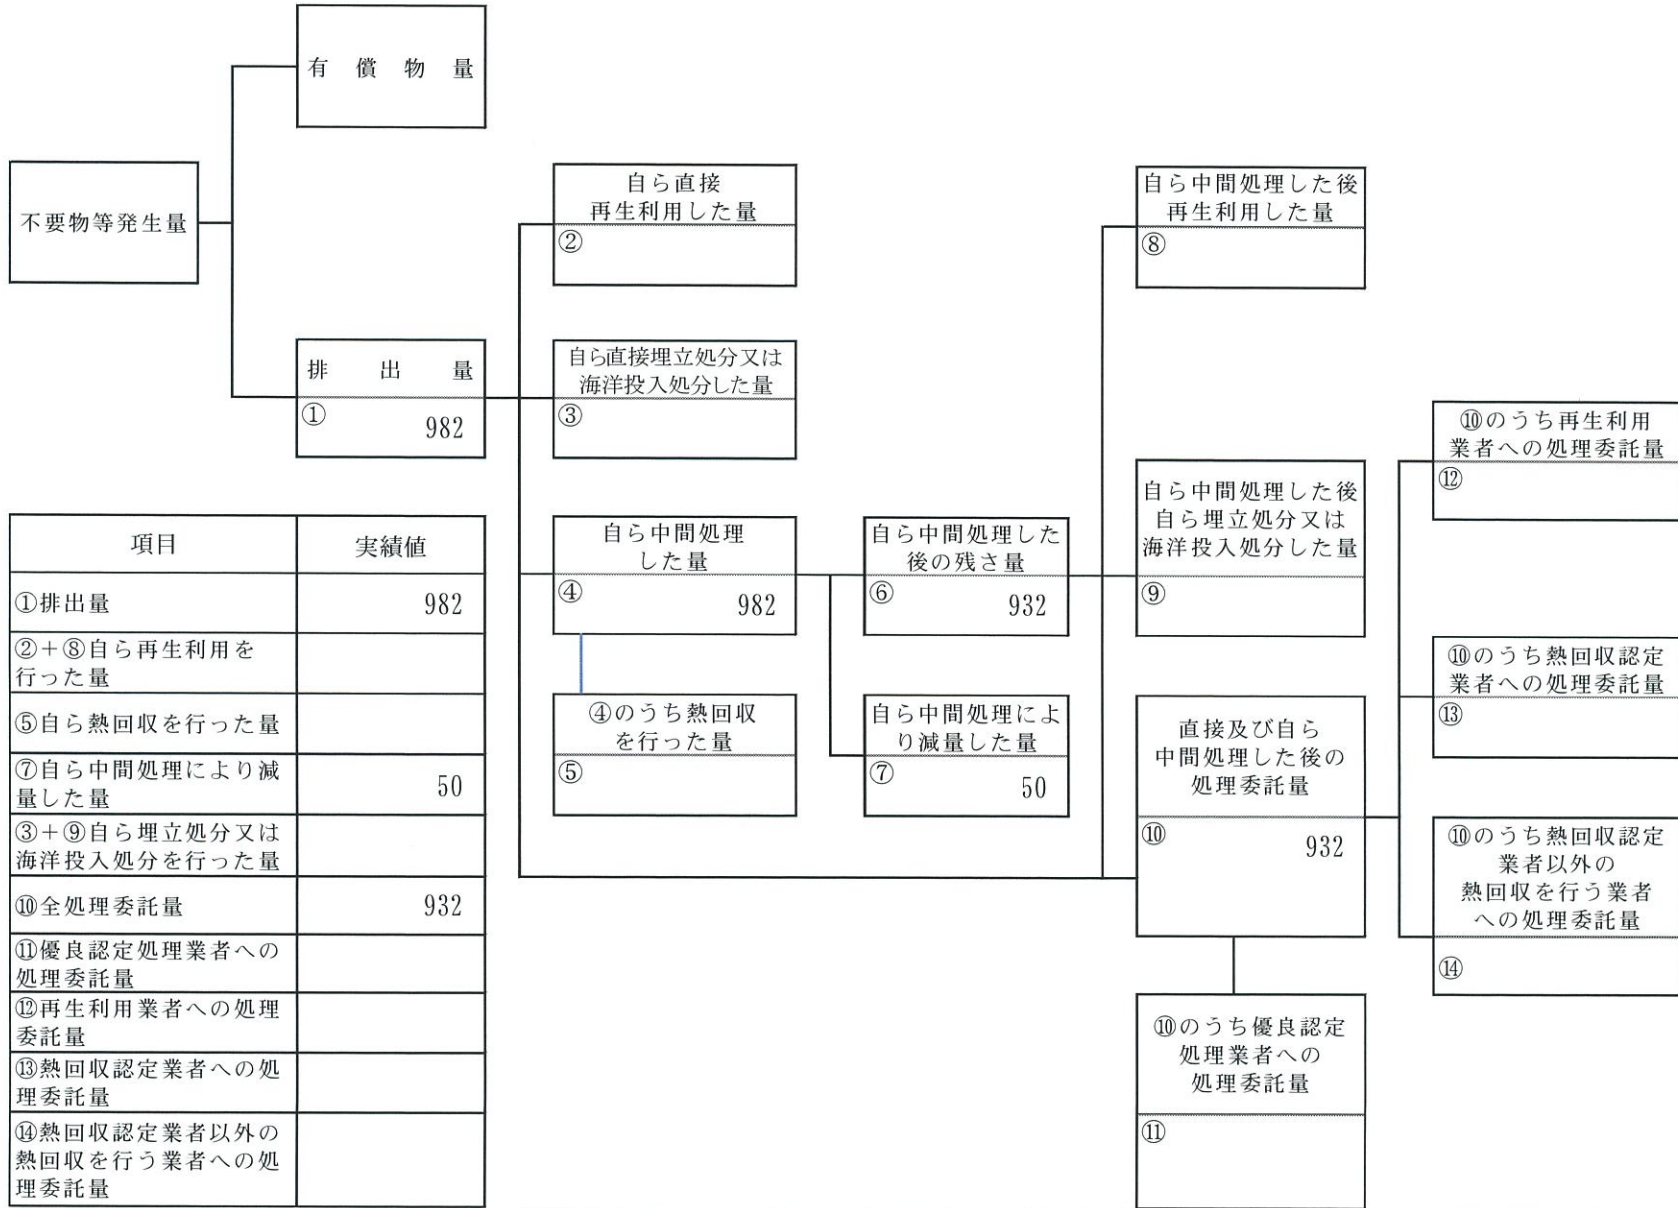 有償物量
不要物等発生量
排出量
①
982
自ら直接
再生利用した量
②
自ら直接埋立処分又は
海洋投入処分した量
③
自ら中間処理
した量
④
982
④のうち熱回収
を行った量
⑤
自ら中間処理した
後の残さ量
⑥
932
自ら中間処理によ
り減量した量
⑦
50
自ら中間処理した後
再生利用した量
⑧
自ら中間処理した後
自ら埋立処分又は
海洋投入処分した量
⑨
直接及び自ら
中間処理した後の
処理委託量
⑩
932
⑩のうち優良認定
処理業者への
処理委託量
⑪
⑩のうち再生利用
業者への処理委託量
⑫
⑩のうち熱回収認定
業者への処理委託量
⑬
⑩のうち熱回収認定
業者以外の
熱回収を行う業者
への処理委託量
⑭
項目
実績値
①排出量
982
②+⑧自ら再生利用を
行った量
⑤自ら熱回収を行った量
⑦自ら中間処理により減
量した量
50
③+⑨自ら埋立処分又は
海洋投入処分を行った量
⑩全処理委託量
932
⑪優良認定処理業者への
処理委託量
⑫再生利用業者への処理
委託量
⑬熱回収認定業者への処
理委託量
⑭熱回収認定業者以外の
熱回収を行う業者への処
理委託量